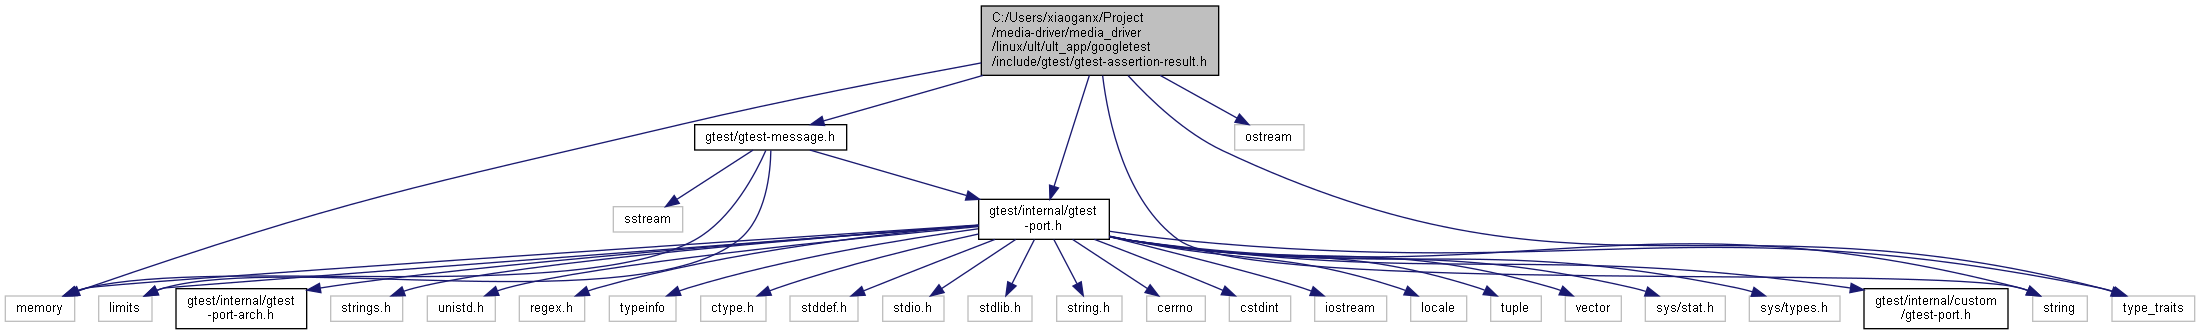 C:/Users/xiaoganx/Project
/media-driver/media_driver
/linux/ult/ult_app/googletest
/include/gtest/gtest-assertion-result.h
gtest/gtest-message.h
ostream
sstream
gtest/internal/gtest
-port.h
memory
limits
gtest/internal/gtest
-port-arch.h
strings.h
unistd.h
regex.h
typeinfo
ctype.h
stddef.h
stdio.h
stdlib.h
string.h
cerrno
cstdint
iostream
locale
tuple
vector
sys/stat.h
sys/types.h
gtest/internal/custom
/gtest-port.h
string
type_traits